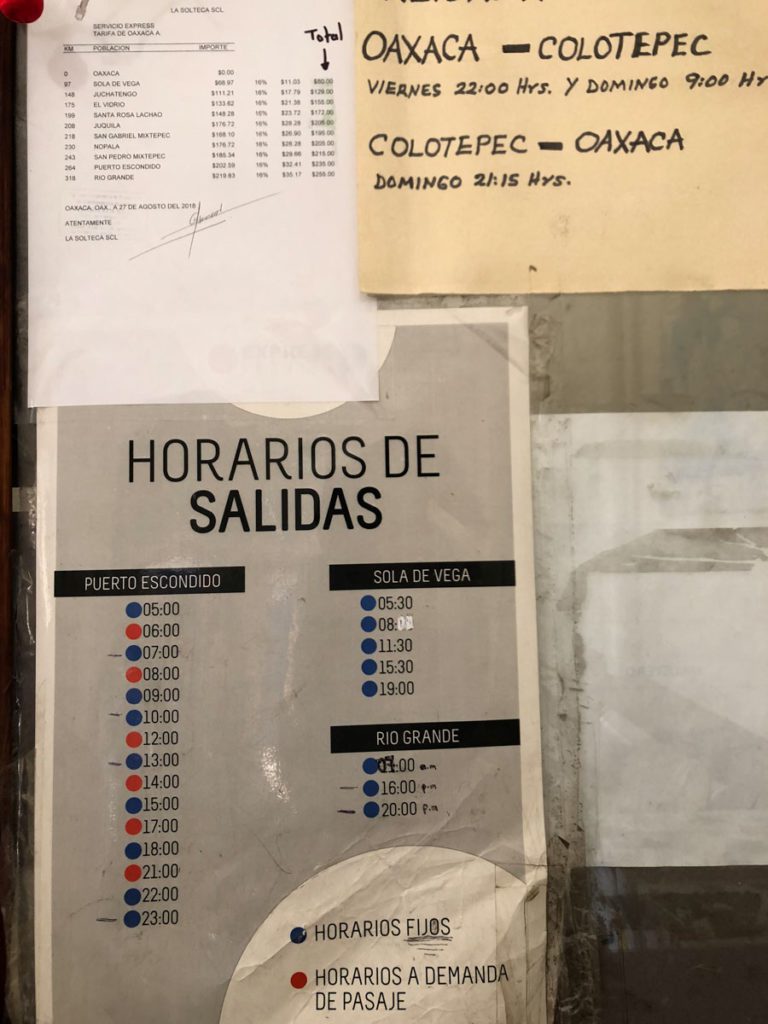 LA SOLTECA SCL
SERVICIO EXPRESS
TARIFA DE OAXACA A.
Total
KM POBLACION IMPORTE
0 OAXACA $0.00
97 SOLA DE VEGA $68.97 16% $11.03 $80.00
148 JUCHATENGO $111.21 16% $17.79 $129.00
175 EL VIDRIO $133.62 16% $21.38 $155.00
199 SANTA ROSA LACHAO $148.28 16% $23.72 $172.00
208 JUQUILA $176.72 16% $28.28 $205.00
218 SAN GABRIEL MIXTEPEC $168.10 16% $26.90 $195.00
230 NOPALA $176.72 16% $28.28 $205.00
243 SAN PEDRO MIXTEPEC $185.34 16% $29.66 $215.00
264 PUERTO ESCONDIDO $202.59 16% $32.41 $235.00
318 RIO GRANDE $219.83 16% $35.17 $255.00
OAXACA, OAX., A 27 DE AGOSTO DEL 2018
ATENTAMENTE
LA SOLTECA SCL
OAXACA - COLOTEPEC
VIERNES 22:00 Hrs. Y DOMINGO 9:00 Hr
COLOTEPEC - OAXACA
DOMINGO 21:15 Hrs.
HORARIOS DE
SALIDAS
PUERTO ESCONDIDO
05:00
06:00
07:00
08:00
09:00
10:00
12:00
13:00
14:00
15:00
17:00
18:00
21:00
22:00
23:00
SOLA DE VEGA
05:30
08:
11:30
15:30
19:00
RIO GRANDE
07:00 a.m
16:00 p.m
20:00 p.m
HORARIOS FIJOS
HORARIOS A DEMANDA
DE PASAJE